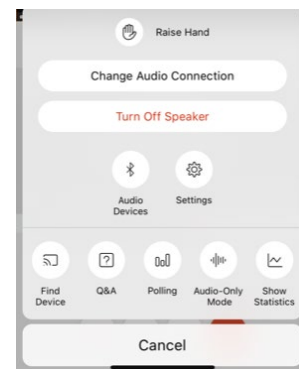 Raise Hand
Change Audio Connection
Turn Off Speaker
Audio
Devices
Settings
Find
Device
Q&A
Polling
Audio-Only
Mode
Show
Statistics
Cancel